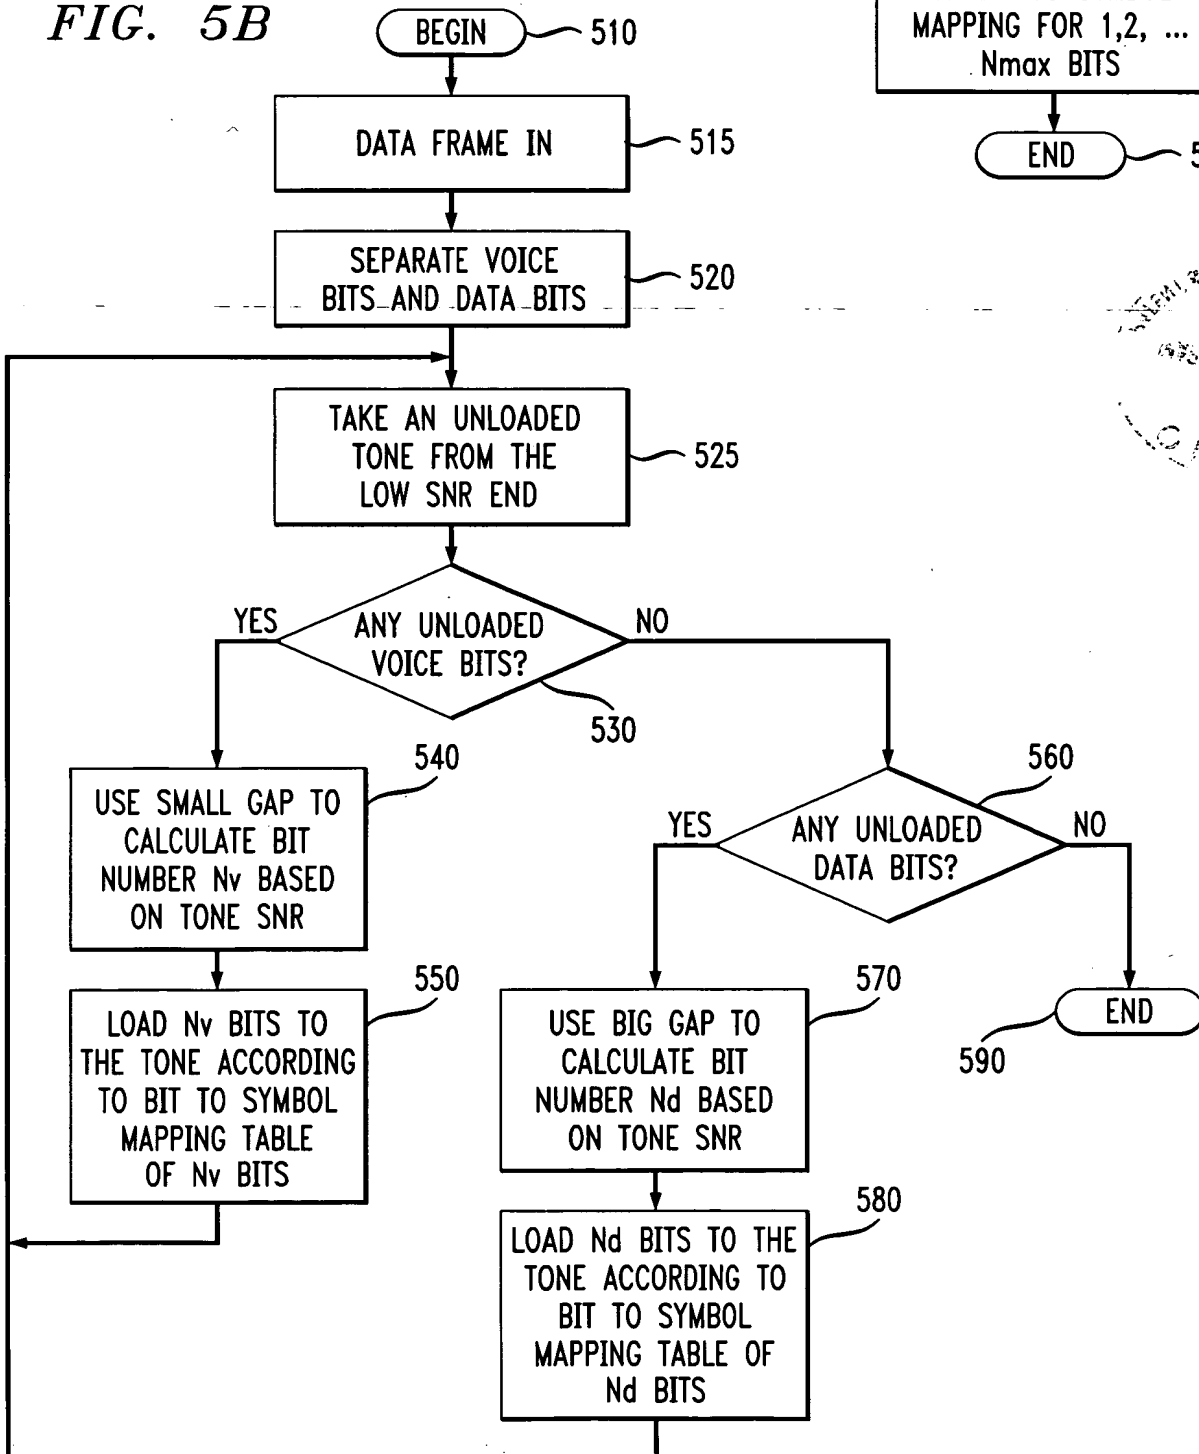 FIG. 5B
BEGIN
510
DATA FRAME IN
515
SEPARATE VOICE
BITS AND DATA BITS
520
TAKE AN UNLOADED
TONE FROM THE
LOW SNR END
525
YES
ANY UNLOADED
VOICE BITS?
NO
530
540
USE SMALL GAP TO
CALCULATE BIT
NUMBER Nv BASED
ON TONE SNR
550
LOAD Nv BITS TO
THE TONE ACCORDING
TO BIT TO SYMBOL
MAPPING TABLE
OF Nv BITS
560
YES
ANY UNLOADED
DATA BITS?
NO
570
USE BIG GAP TO
CALCULATE BIT
NUMBER Nd BASED
ON TONE SNR
END
590
580
LOAD Nd BITS TO THE
TONE ACCORDING TO
BIT TO SYMBOL
MAPPING TABLE OF
Nd BITS
MAPPING FOR 1,2, ...
Nmax BITS
END
5